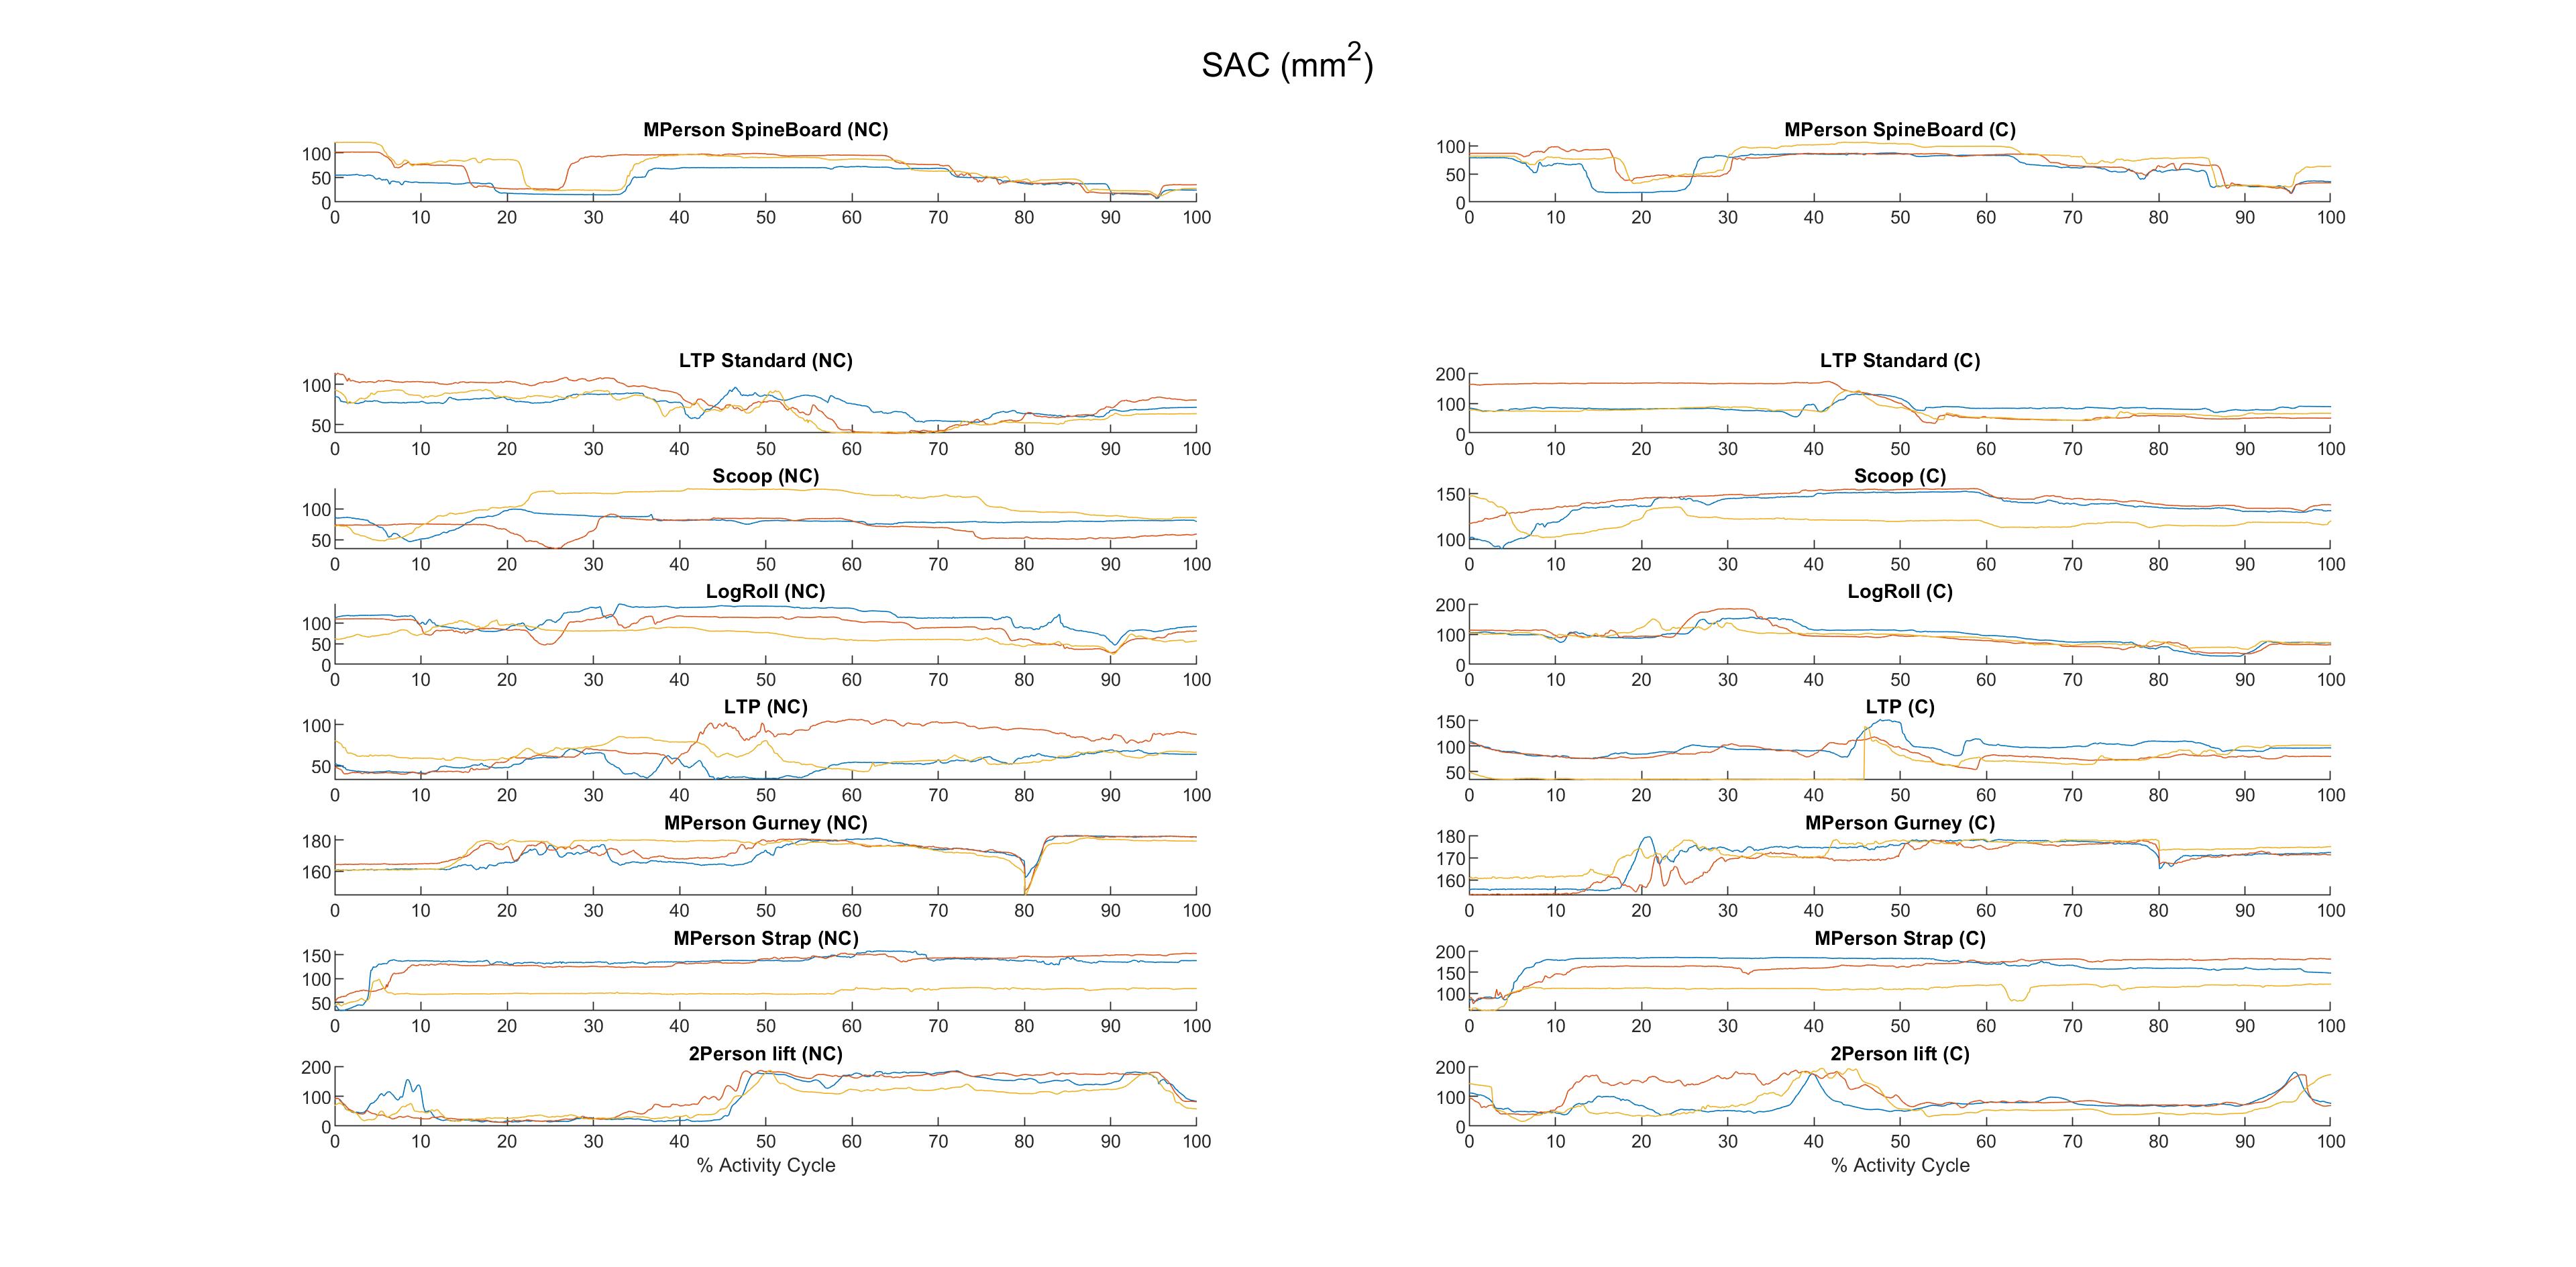 SAC (mm²)
MPerson SpineBoard (NC)
100
50
0
0 10 20 30 40 50 60 70 80 90 100
MPerson SpineBoard (C)
100
50
0
0 10 20 30 40 50 60 70 80 90 100
LTP Standard (NC)
100
50
0 10 20 30 40 50 60 70 80 90 100
LTP Standard (C)
200
100
0
0 10 20 30 40 50 60 70 80 90 100
Scoop (NC)
100
50
0 10 20 30 40 50 60 70 80 90 100
Scoop (C)
150
100
0 10 20 30 40 50 60 70 80 90 100
LogRoll (NC)
100
50
0
0 10 20 30 40 50 60 70 80 90 100
LogRoll (C)
200
100
0
0 10 20 30 40 50 60 70 80 90 100
LTP (NC)
100
50
0 10 20 30 40 50 60 70 80 90 100
LTP (C)
150
100
50
0 10 20 30 40 50 60 70 80 90 100
MPerson Gurney (NC)
180
160
0 10 20 30 40 50 60 70 80 90 100
MPerson Gurney (C)
180
170
160
0 10 20 30 40 50 60 70 80 90 100
MPerson Strap (NC)
150
100
50
0 10 20 30 40 50 60 70 80 90 100
MPerson Strap (C)
200
150
100
0 10 20 30 40 50 60 70 80 90 100
2Person lift (NC)
200
100
0
0 10 20 30 40 50 60 70 80 90 100
% Activity Cycle
2Person lift (C)
200
100
0
0 10 20 30 40 50 60 70 80 90 100
% Activity Cycle